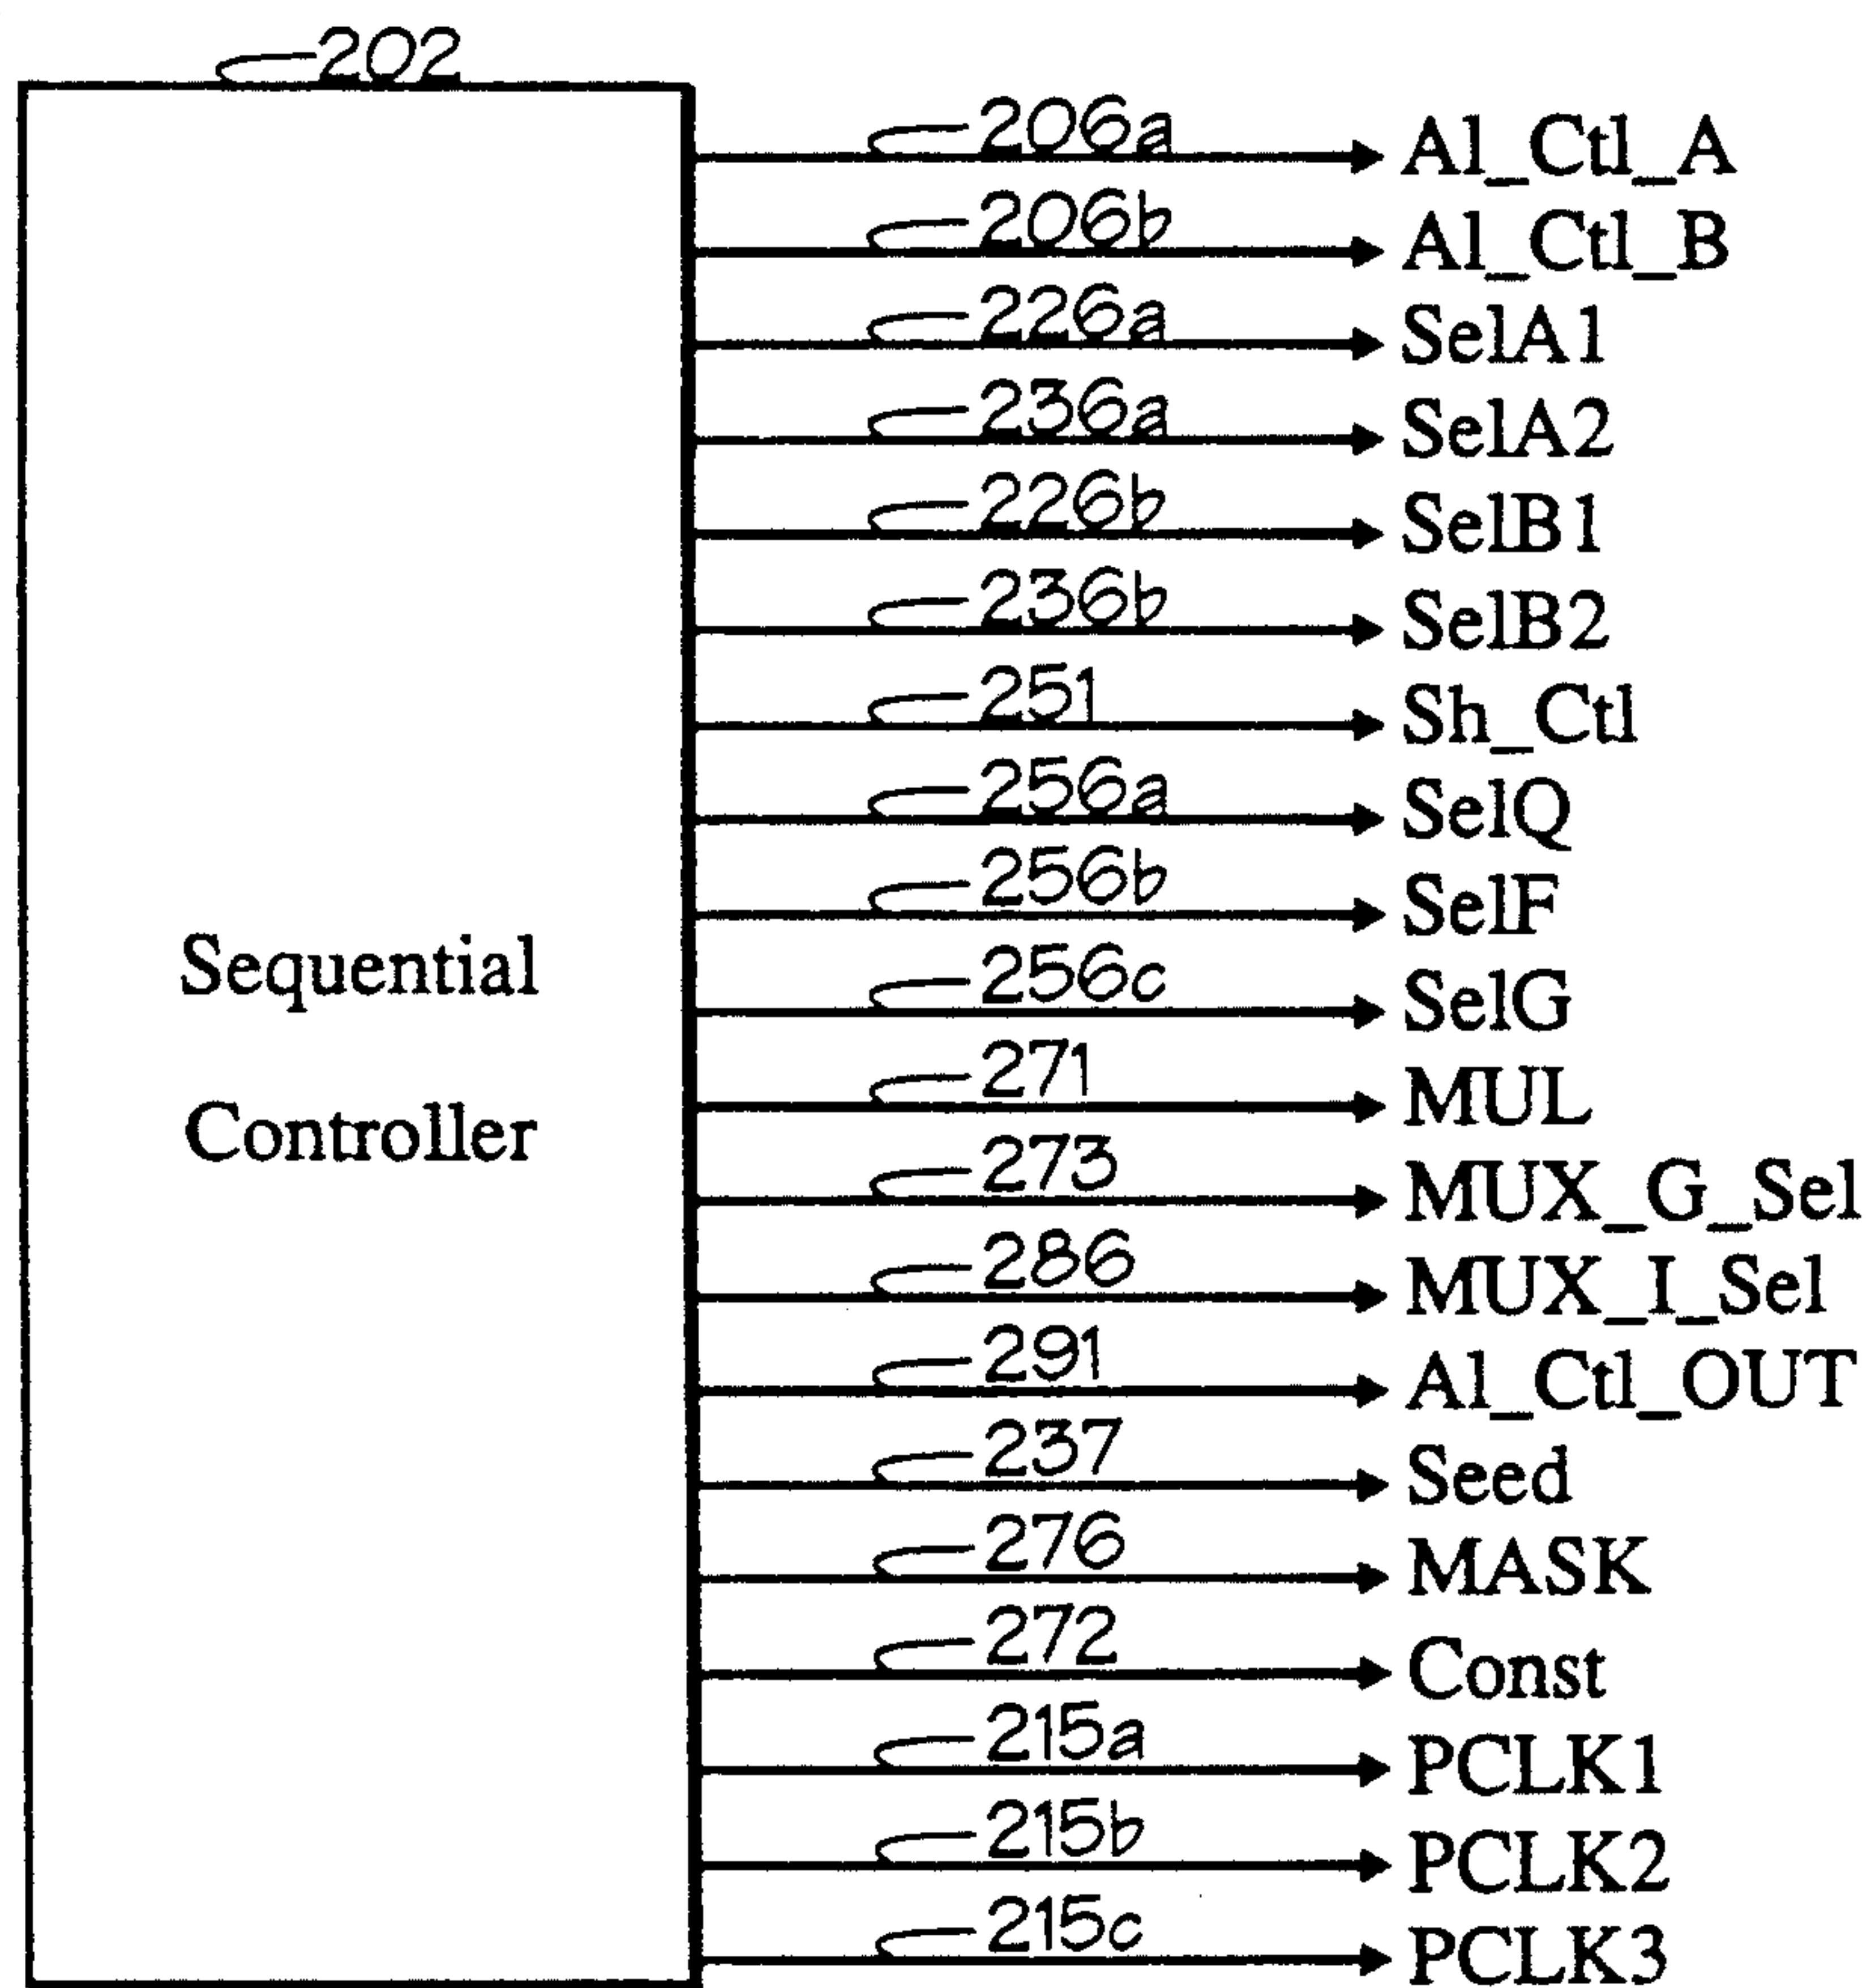 202
206a Al_Ctl_A
206b Al_Ctl_B
226a SelA1
236a SelA2
226b SelB1
236b SelB2
251 Sh_Ctl
256a SelQ
256b SelF
256c SelG
Sequential
Controller
271 MUL
273 MUX_G_Sel
286 MUX_I_Sel
291 Al_Ctl_OUT
237 Seed
276 MASK
272 Const
215a PCLK1
215b PCLK2
215c PCLK3